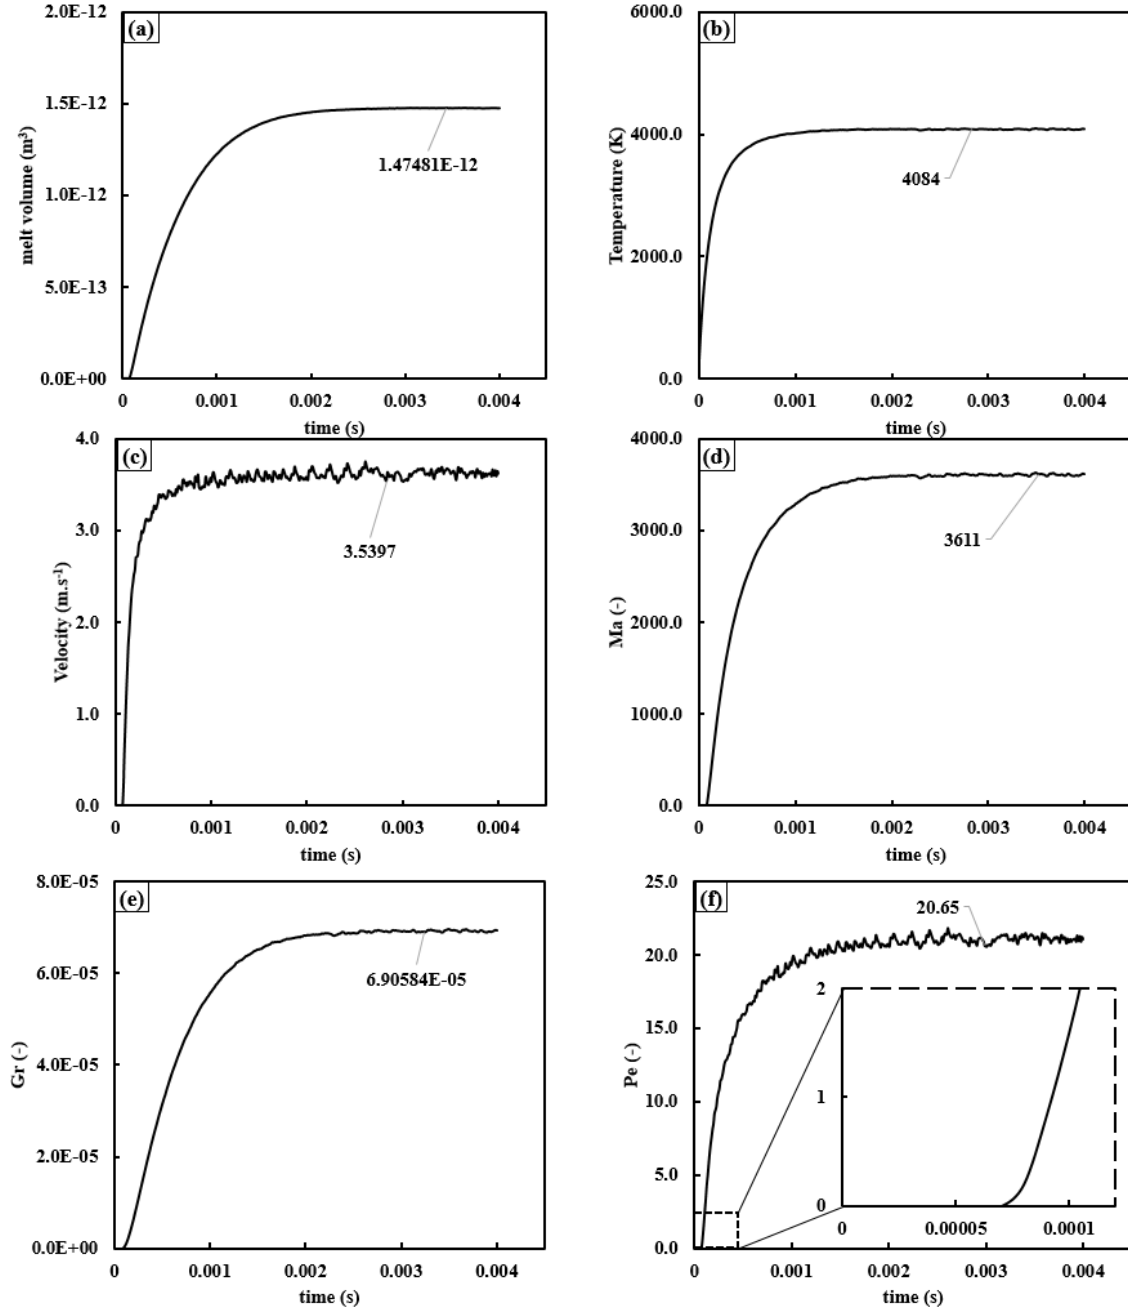 (a)
2.0E-12
1.5E-12
1.0E-12
5.0E-13
0.0E+00
melt volume (m³)
1.47481E-12
0 0.001 0.002 0.003 0.004
time (s)
(b)
6000.0
4000.0
2000.0
0.0
Temperature (K)
4084
0 0.001 0.002 0.003 0.004
time (s)
(c)
4.0
3.0
2.0
1.0
0.0
Velocity (m.s⁻¹)
3.5397
0 0.001 0.002 0.003 0.004
time (s)
(d)
4000.0
3000.0
2000.0
1000.0
0.0
Ma (-)
3611
0 0.001 0.002 0.003 0.004
time (s)
(e)
8.0E-05
6.0E-05
4.0E-05
2.0E-05
0.0E+00
Gr (-)
6.90584E-05
0 0.001 0.002 0.003 0.004
time (s)
(f)
25.0
20.0
15.0
10.0
5.0
0.0
Pe (-)
20.65
2
1
0
0 0.00005 0.0001
0 0.001 0.002 0.003 0.004
time (s)